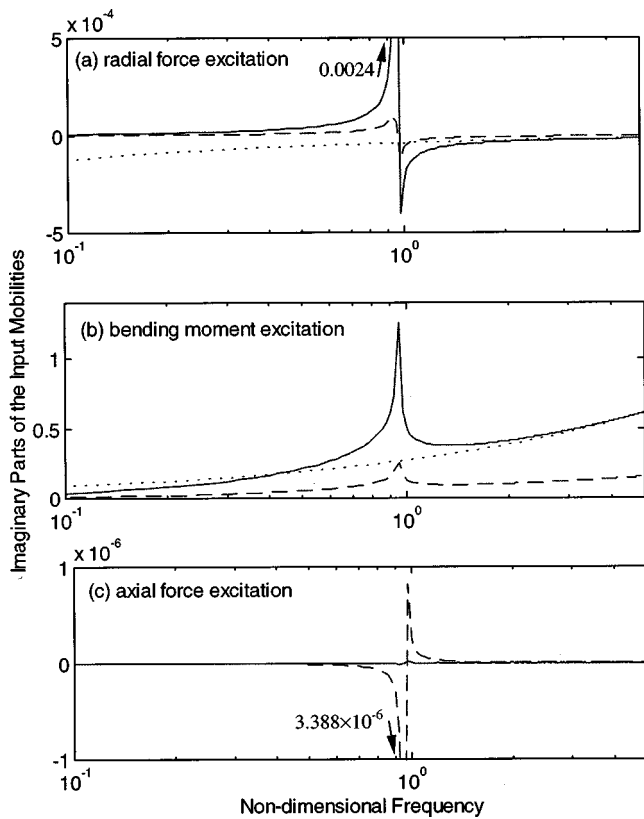 x 10-4
5
(a) radial force excitation
0.0024
0
-5
10-1
100
Imaginary Parts of the Input Mobilities
(b) bending moment excitation
1
0.5
0
10-1
100
x 10-6
1
(c) axial force excitation
0
3.388×10-6
-1
10-1
100
Non-dimensional Frequency